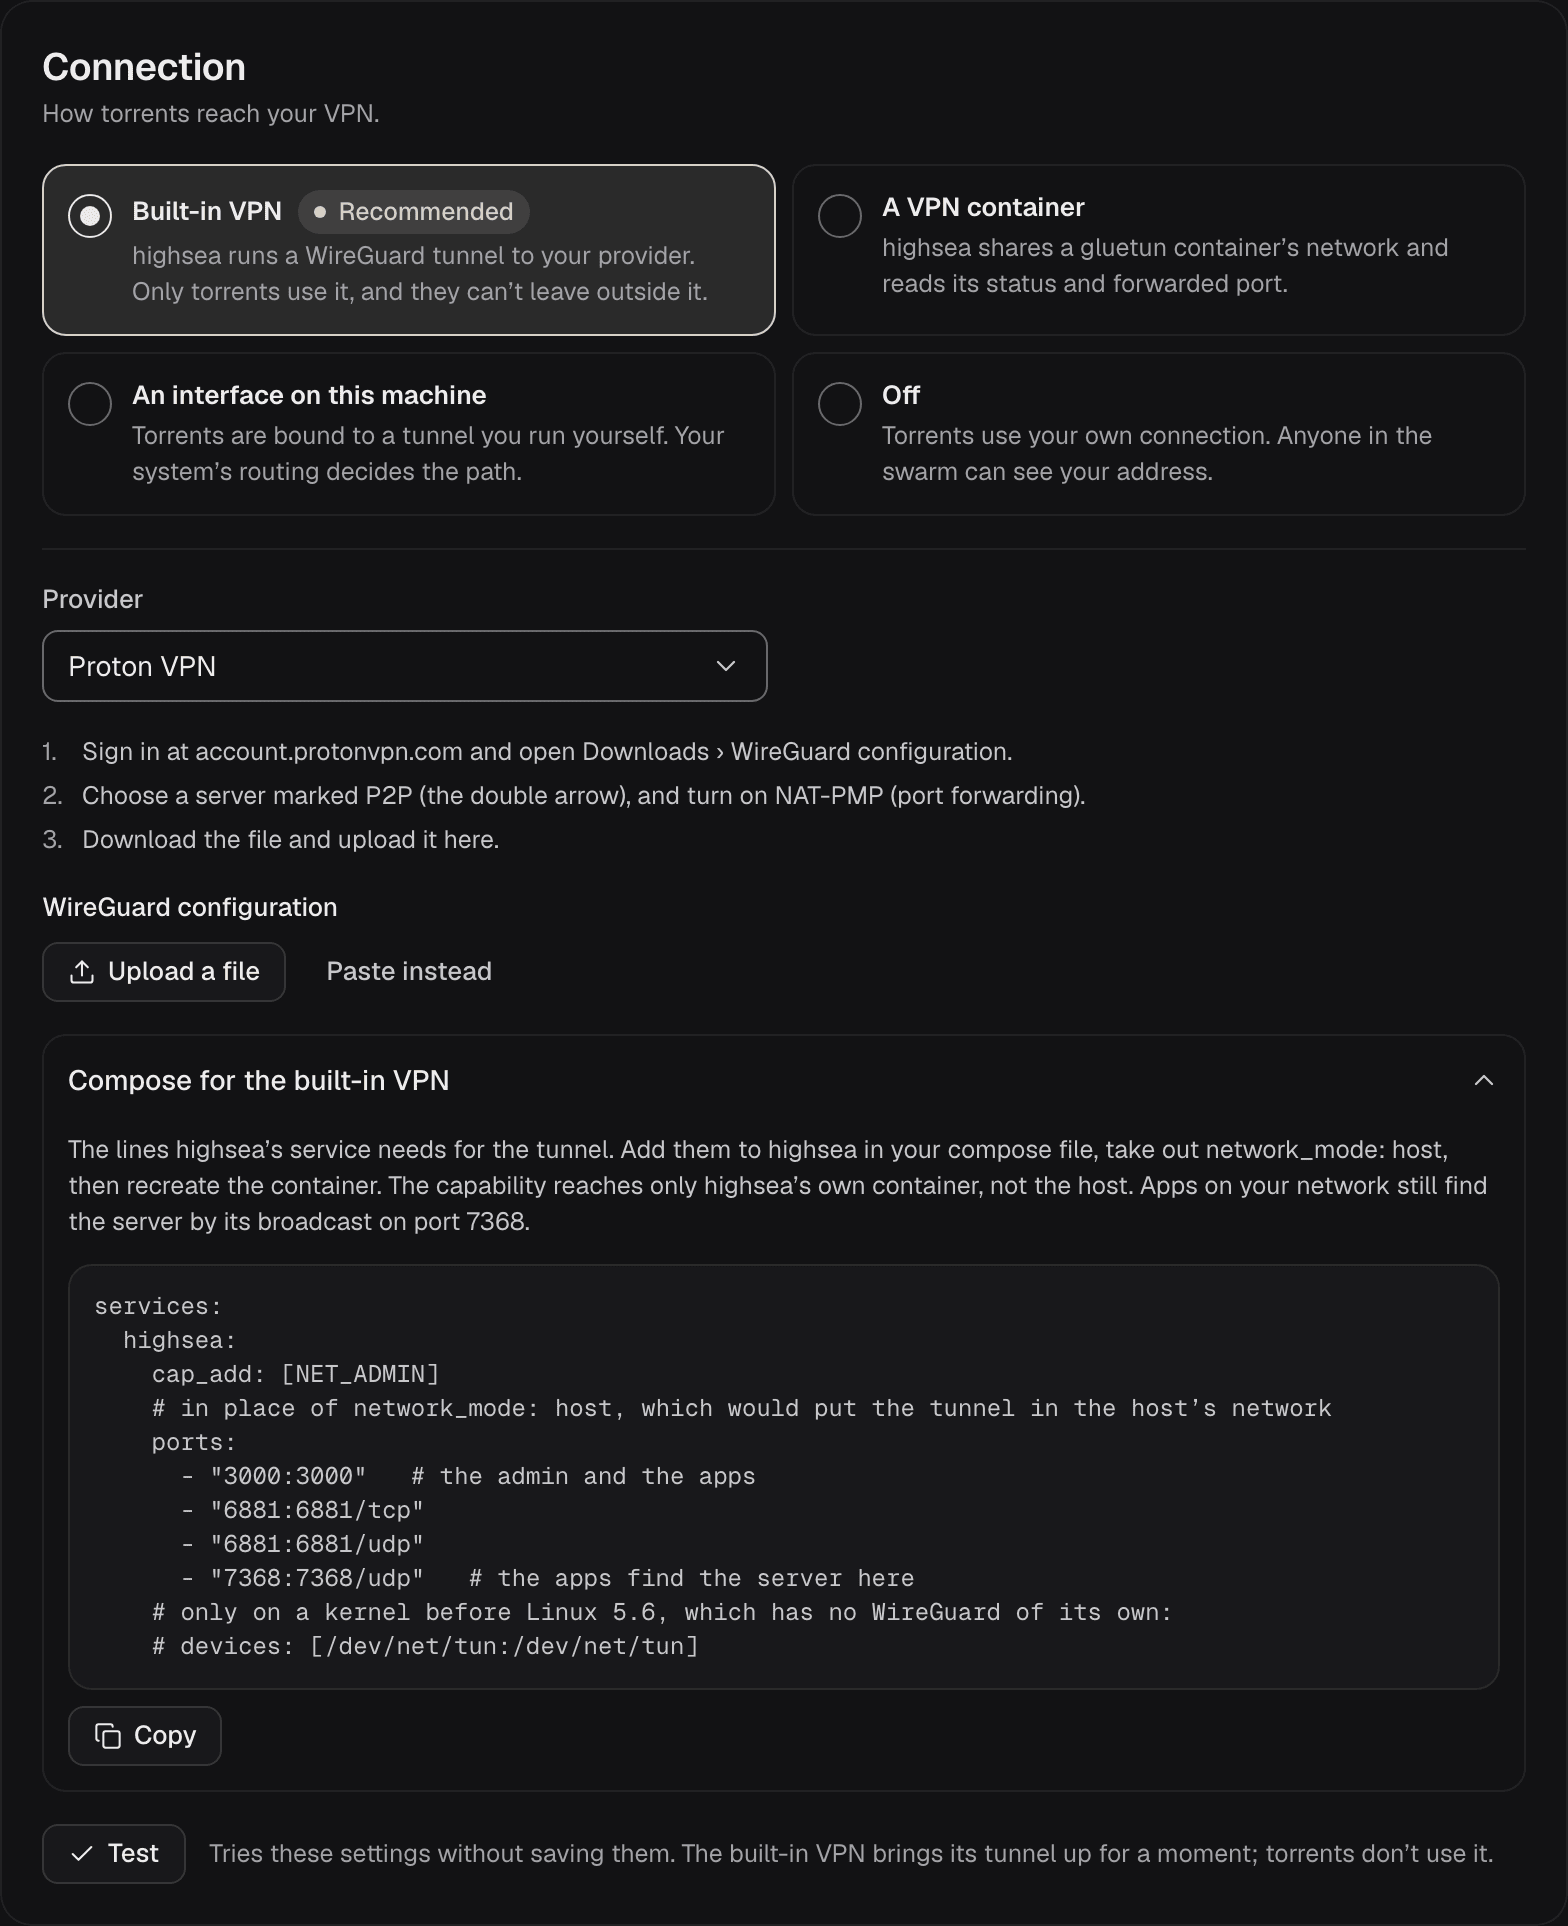 Connection
How torrents reach your VPN.
Built-in VPN
Recommended
highsea runs a WireGuard tunnel to your provider.
Only torrents use it, and they can’t leave outside it.
A VPN container
highsea shares a gluetun container’s network and
reads its status and forwarded port.
An interface on this machine
Torrents are bound to a tunnel you run yourself. Your
system’s routing decides the path.
Off
Torrents use your own connection. Anyone in the
swarm can see your address.
Provider
Proton VPN
1. Sign in at account.protonvpn.com and open Downloads › WireGuard configuration.
2. Choose a server marked P2P (the double arrow), and turn on NAT-PMP (port forwarding).
3. Download the file and upload it here.
WireGuard configuration
Upload a file
Paste instead
Compose for the built-in VPN
The lines highsea’s service needs for the tunnel. Add them to highsea in your compose file, take out network_mode: host,
then recreate the container. The capability reaches only highsea’s own container, not the host. Apps on your network still find
the server by its broadcast on port 7368.
services:
  highsea:
    cap_add: [NET_ADMIN]
    # in place of network_mode: host, which would put the tunnel in the host’s network
    ports:
      - "3000:3000"   # the admin and the apps
      - "6881:6881/tcp"
      - "6881:6881/udp"
      - "7368:7368/udp"   # the apps find the server here
    # only on a kernel before Linux 5.6, which has no WireGuard of its own:
    # devices: [/dev/net/tun:/dev/net/tun]
Copy
Test
Tries these settings without saving them. The built-in VPN brings its tunnel up for a moment; torrents don’t use it.